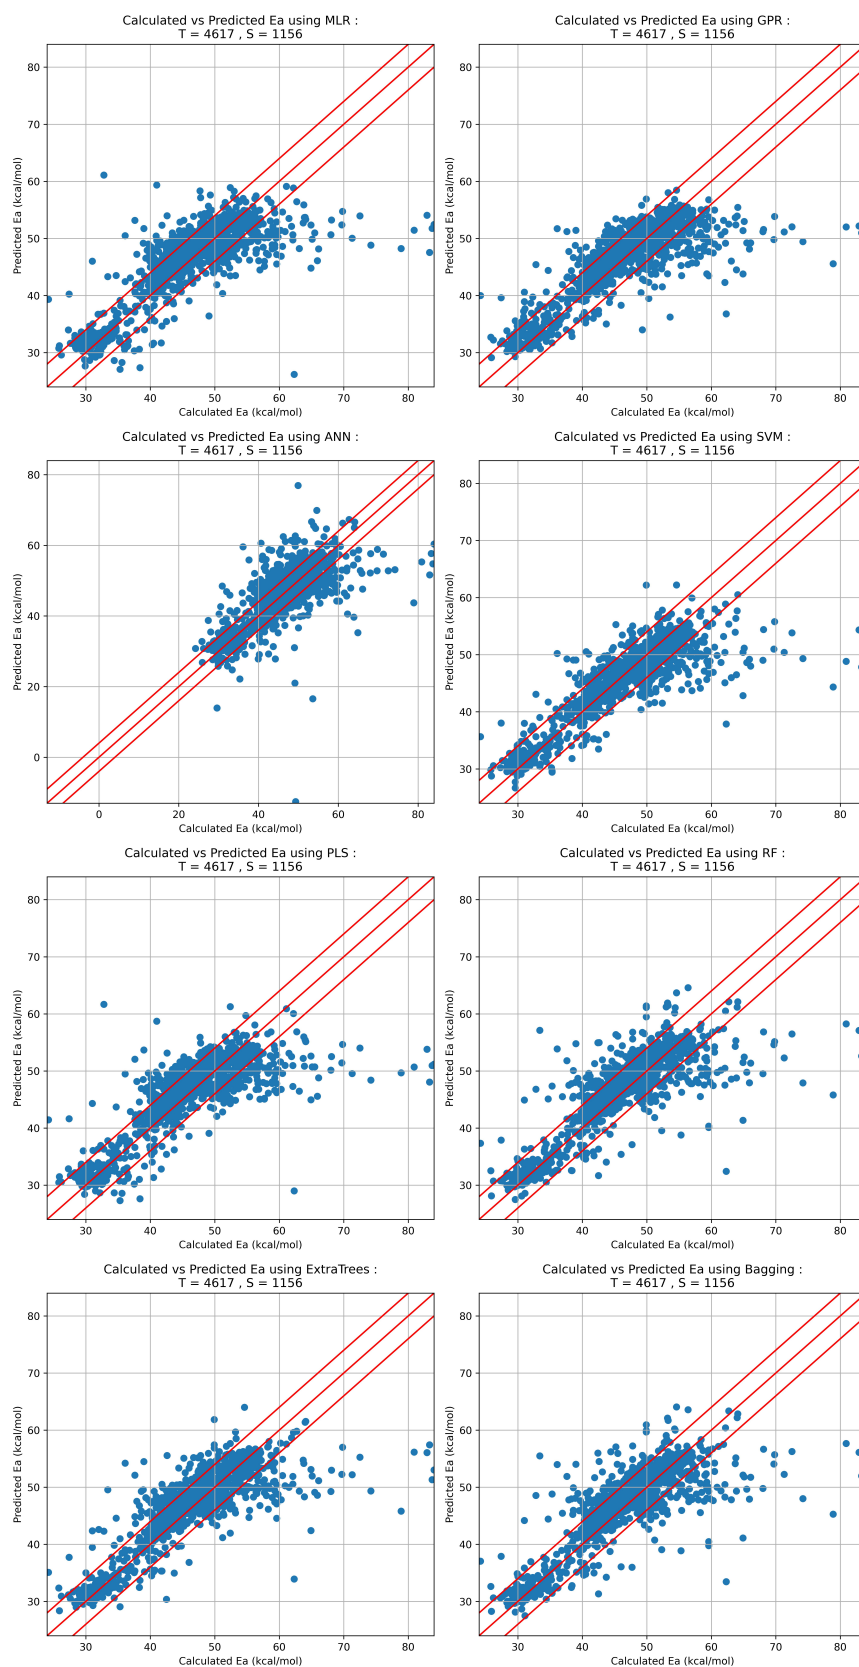 Calculated vs Predicted Ea using MLR :
T = 4617 , S = 1156
80
70
60
50
40
30
Predicted Ea (kcal/mol)
30 40 50 60 70 80
Calculated Ea (kcal/mol)
Calculated vs Predicted Ea using GPR :
T = 4617 , S = 1156
80
70
60
50
40
30
Predicted Ea (kcal/mol)
30 40 50 60 70 80
Calculated Ea (kcal/mol)
Calculated vs Predicted Ea using ANN :
T = 4617 , S = 1156
80
60
40
20
0
Predicted Ea (kcal/mol)
0 20 40 60 80
Calculated Ea (kcal/mol)
Calculated vs Predicted Ea using SVM :
T = 4617 , S = 1156
80
70
60
50
40
30
Predicted Ea (kcal/mol)
30 40 50 60 70 80
Calculated Ea (kcal/mol)
Calculated vs Predicted Ea using PLS :
T = 4617 , S = 1156
80
70
60
50
40
30
Predicted Ea (kcal/mol)
30 40 50 60 70 80
Calculated Ea (kcal/mol)
Calculated vs Predicted Ea using RF :
T = 4617 , S = 1156
80
70
60
50
40
30
Predicted Ea (kcal/mol)
30 40 50 60 70 80
Calculated Ea (kcal/mol)
Calculated vs Predicted Ea using ExtraTrees :
T = 4617 , S = 1156
80
70
60
50
40
30
Predicted Ea (kcal/mol)
30 40 50 60 70 80
Calculated Ea (kcal/mol)
Calculated vs Predicted Ea using Bagging :
T = 4617 , S = 1156
80
70
60
50
40
30
Predicted Ea (kcal/mol)
30 40 50 60 70 80
Calculated Ea (kcal/mol)